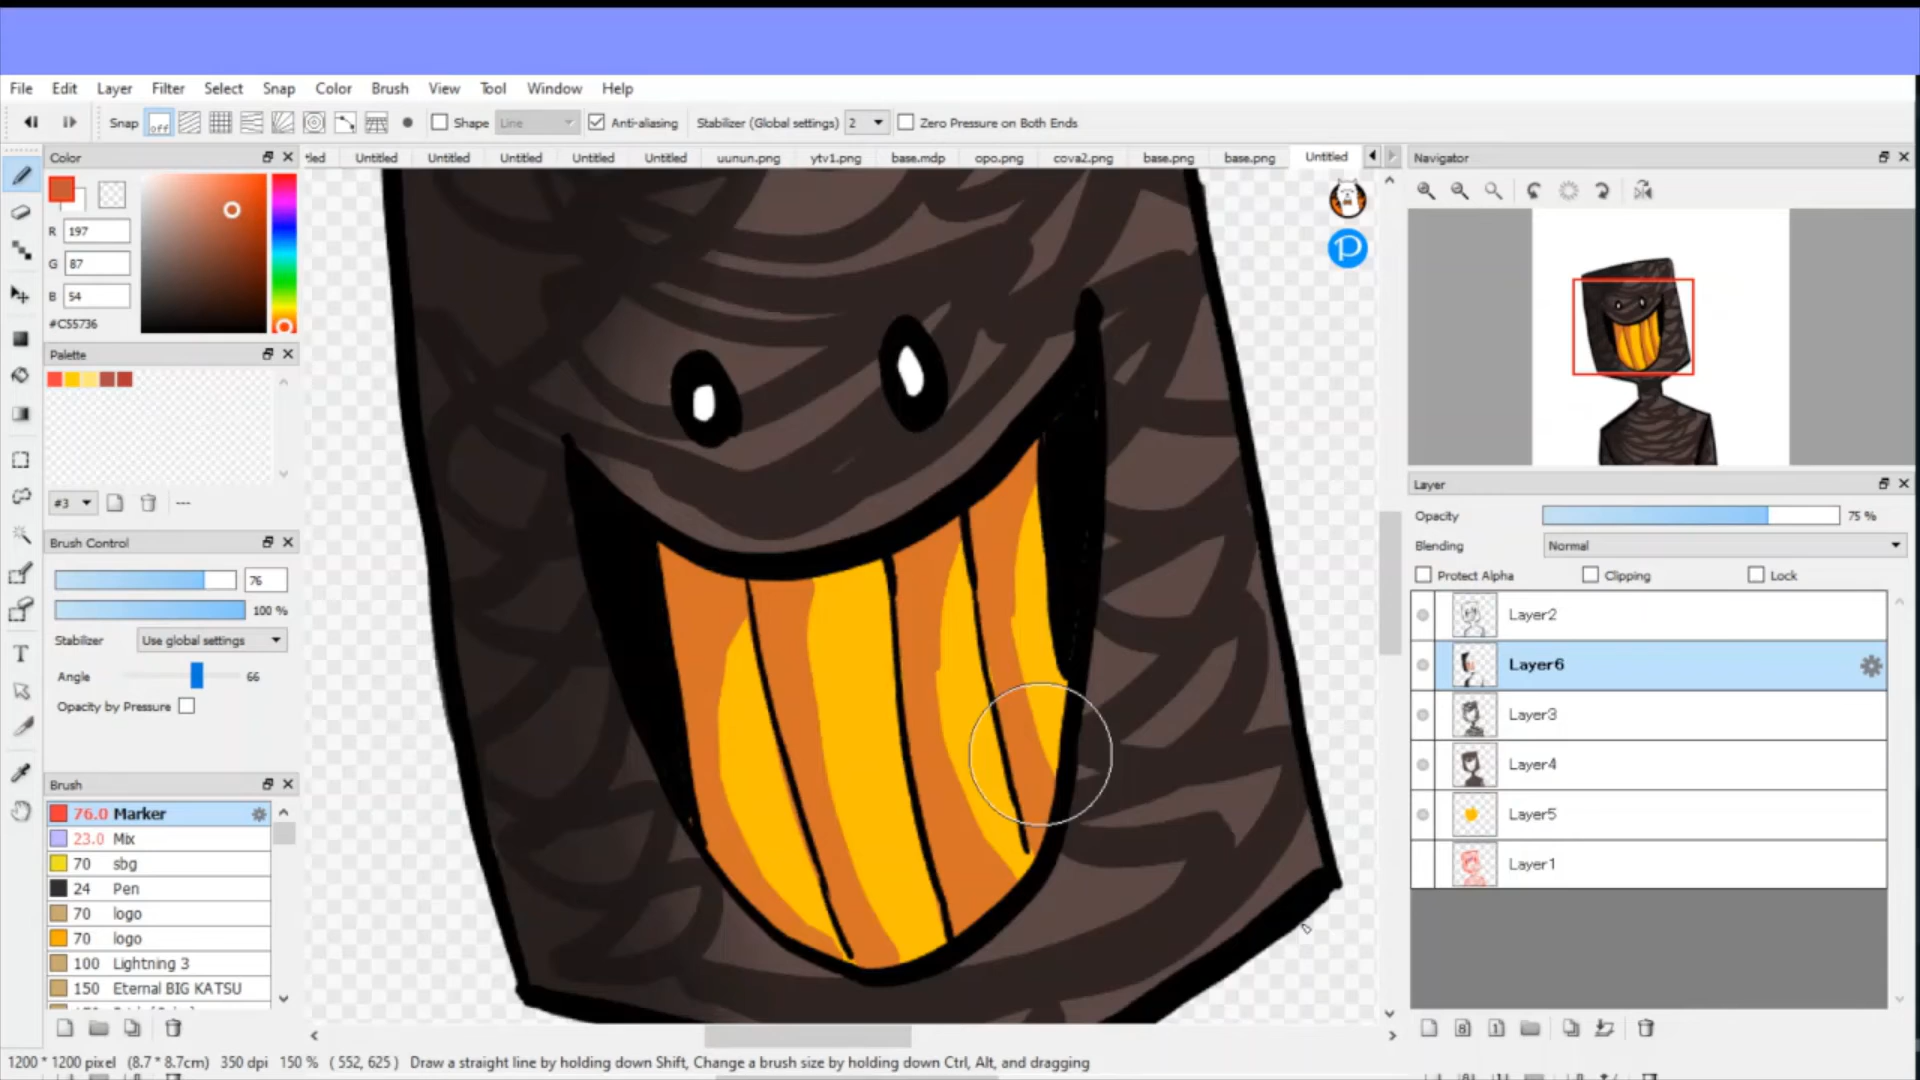 File Edit Layer Filter Select Snap Color Brush View Tool Window Help
Snap off Shape Line Anti-aliasing Stabilizer (Global settings) 2 Zero Pressure on Both Ends
Color
tled Untitled Untitled Untitled Untitled Untitled uunun.png ytv1.png base.mdp opo.png cova2.png base.png base.png Untitled
Navigator
R 197
G 87
B 54
#C55736
Palette
#3 ---
Brush Control
76
100 %
Stabilizer Use global settings
Angle 66
Opacity by Pressure
Brush
76.0 Marker
23.0 Mix
70 sbg
24 Pen
70 logo
70 logo
100 Lightning 3
150 Eternal BIG KATSU
P
Layer
Opacity 75 %
Blending Normal
Protect Alpha Clipping Lock
Layer2
Layer6
Layer3
Layer4
Layer5
Layer1
8 1
T
1200 * 1200 pixel (8.7 * 8.7cm) 350 dpi 150 % ( 552, 625 ) Draw a straight line by holding down Shift, Change a brush size by holding down Ctrl, Alt, and dragging